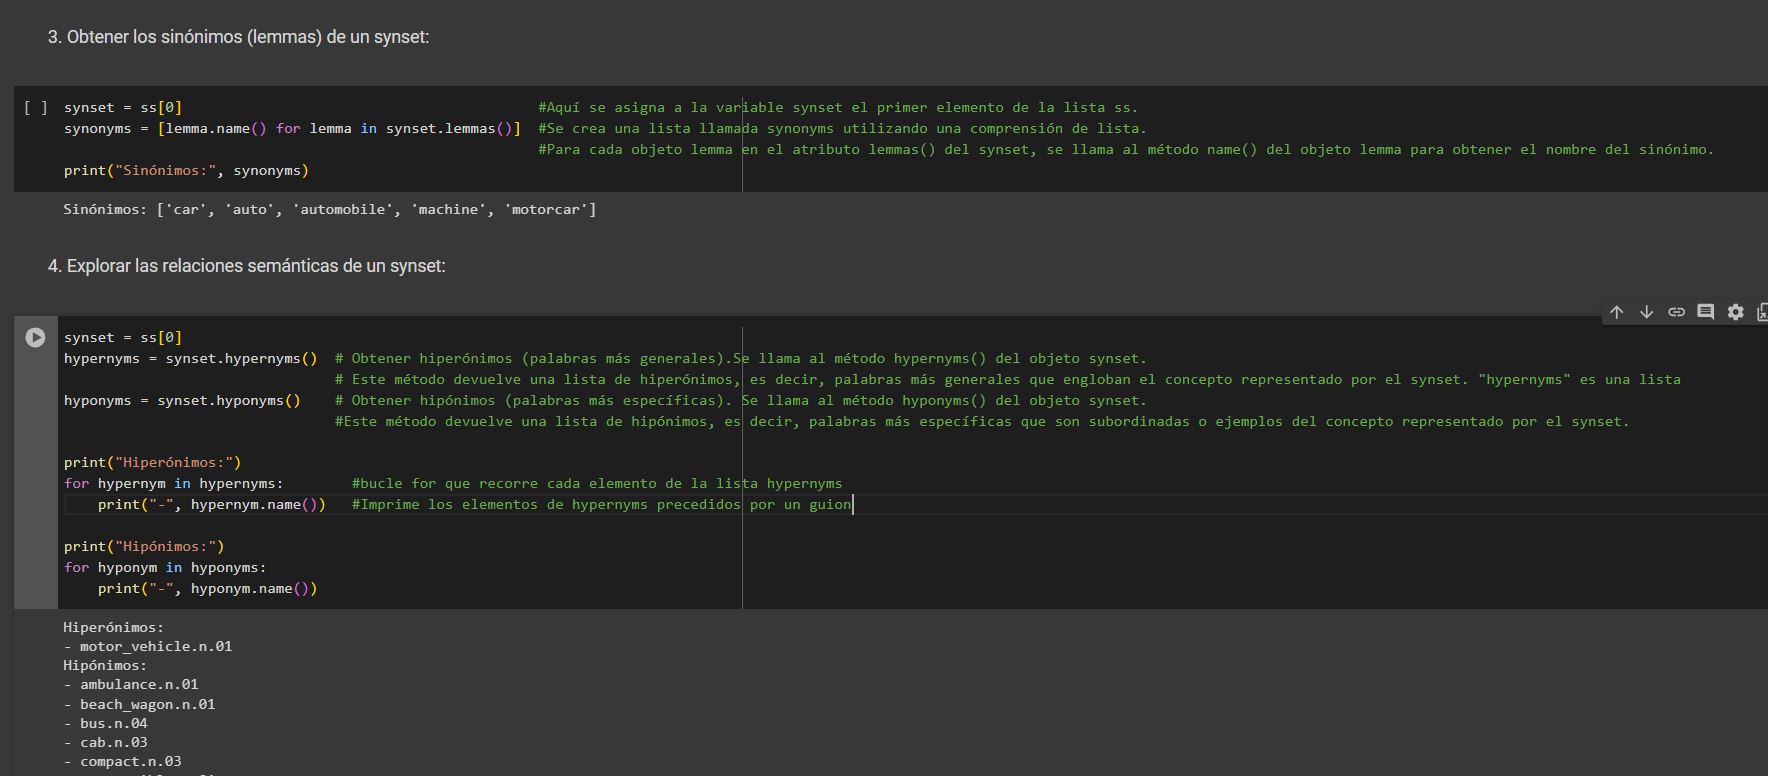 3. Obtener los sinónimos (lemmas) de un synset:
[ ] synset = ss[0] #Aquí se asigna a la variable synset el primer elemento de la lista ss.
synonyms = [lemma.name() for lemma in synset.lemmas()] #Se crea una lista llamada synonyms utilizando una comprensión de lista.
#Para cada objeto lemma en el atributo lemmas() del synset, se llama al método name() del objeto lemma para obtener el nombre del sinónimo.
print("Sinónimos:", synonyms)
Sinónimos: ['car', 'auto', 'automobile', 'machine', 'motorcar']
4. Explorar las relaciones semánticas de un synset:
synset = ss[0]
hypernyms = synset.hypernyms() # Obtener hiperónimos (palabras más generales).Se llama al método hypernyms() del objeto synset.
# Este método devuelve una lista de hiperónimos, es decir, palabras más generales que engloban el concepto representado por el synset. "hypernyms" es una lista
hyponyms = synset.hyponyms() # Obtener hipónimos (palabras más específicas). Se llama al método hyponyms() del objeto synset.
#Este método devuelve una lista de hipónimos, es decir, palabras más específicas que son subordinadas o ejemplos del concepto representado por el synset.
print("Hiperónimos:")
for hypernym in hypernyms: #bucle for que recorre cada elemento de la lista hypernyms
print("-", hypernym.name()) #Imprime los elementos de hypernyms precedidos por un guion
print("Hipónimos:")
for hyponym in hyponyms:
print("-", hyponym.name())
Hiperónimos:
- motor_vehicle.n.01
Hipónimos:
- ambulance.n.01
- beach_wagon.n.01
- bus.n.04
- cab.n.03
- compact.n.03